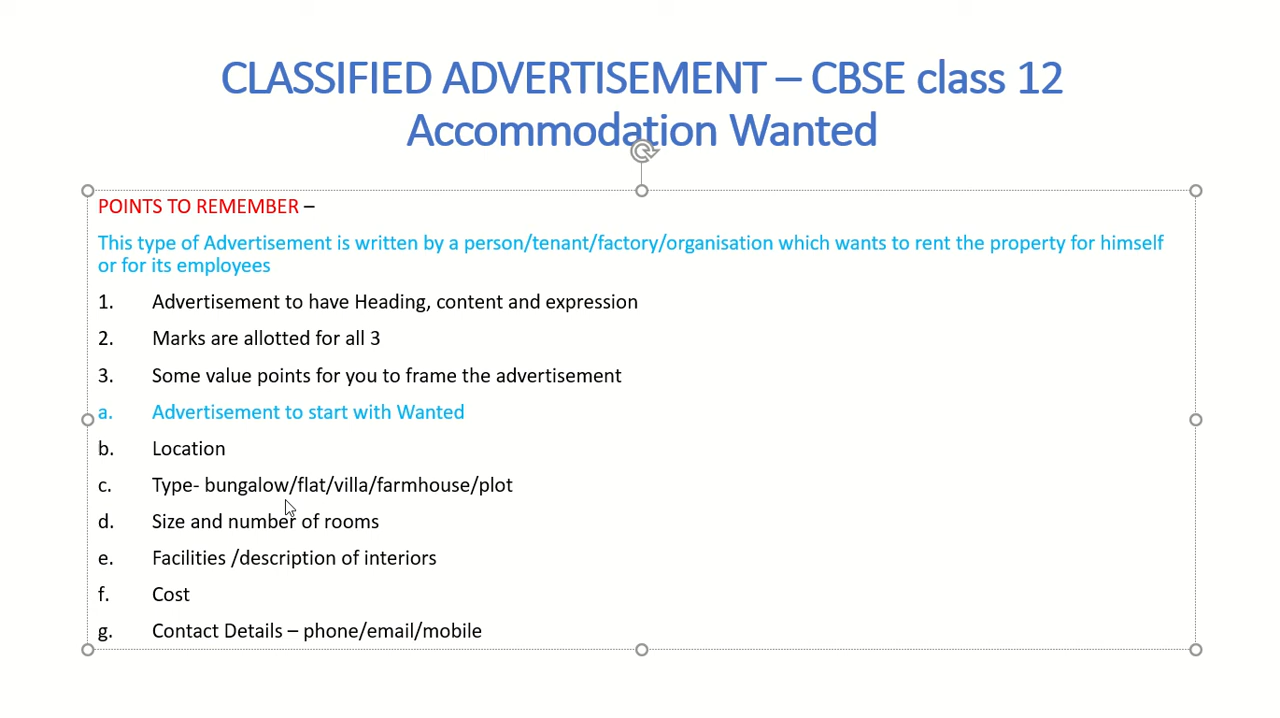 CLASSIFIED ADVERTISEMENT – CBSE class 12
Accommodation Wanted
POINTS TO REMEMBER –
This type of Advertisement is written by a person/tenant/factory/organisation which wants to rent the property for himself
or for its employees
1. Advertisement to have Heading, content and expression
2. Marks are allotted for all 3
3. Some value points for you to frame the advertisement
a. Advertisement to start with Wanted
b. Location
c. Type- bungalow/flat/villa/farmhouse/plot
d. Size and number of rooms
e. Facilities /description of interiors
f. Cost
g. Contact Details – phone/email/mobile